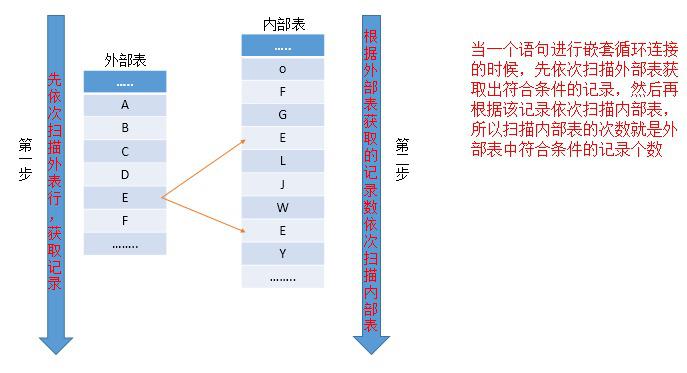 第一步
先依次扫描外表行，获取记录
外部表
.....
A
B
C
D
E
F
........
内部表
.....
o
F
G
E
L
J
W
E
Y
........
根据外部表获取的记录数依次扫描内部表
第二步
当一个语句进行嵌套循环连接
的时候，先依次扫描外部表获
取出符合条件的记录，然后再
根据该记录依次扫描内部表，
所以扫描内部表的次数就是外
部表中符合条件的记录个数